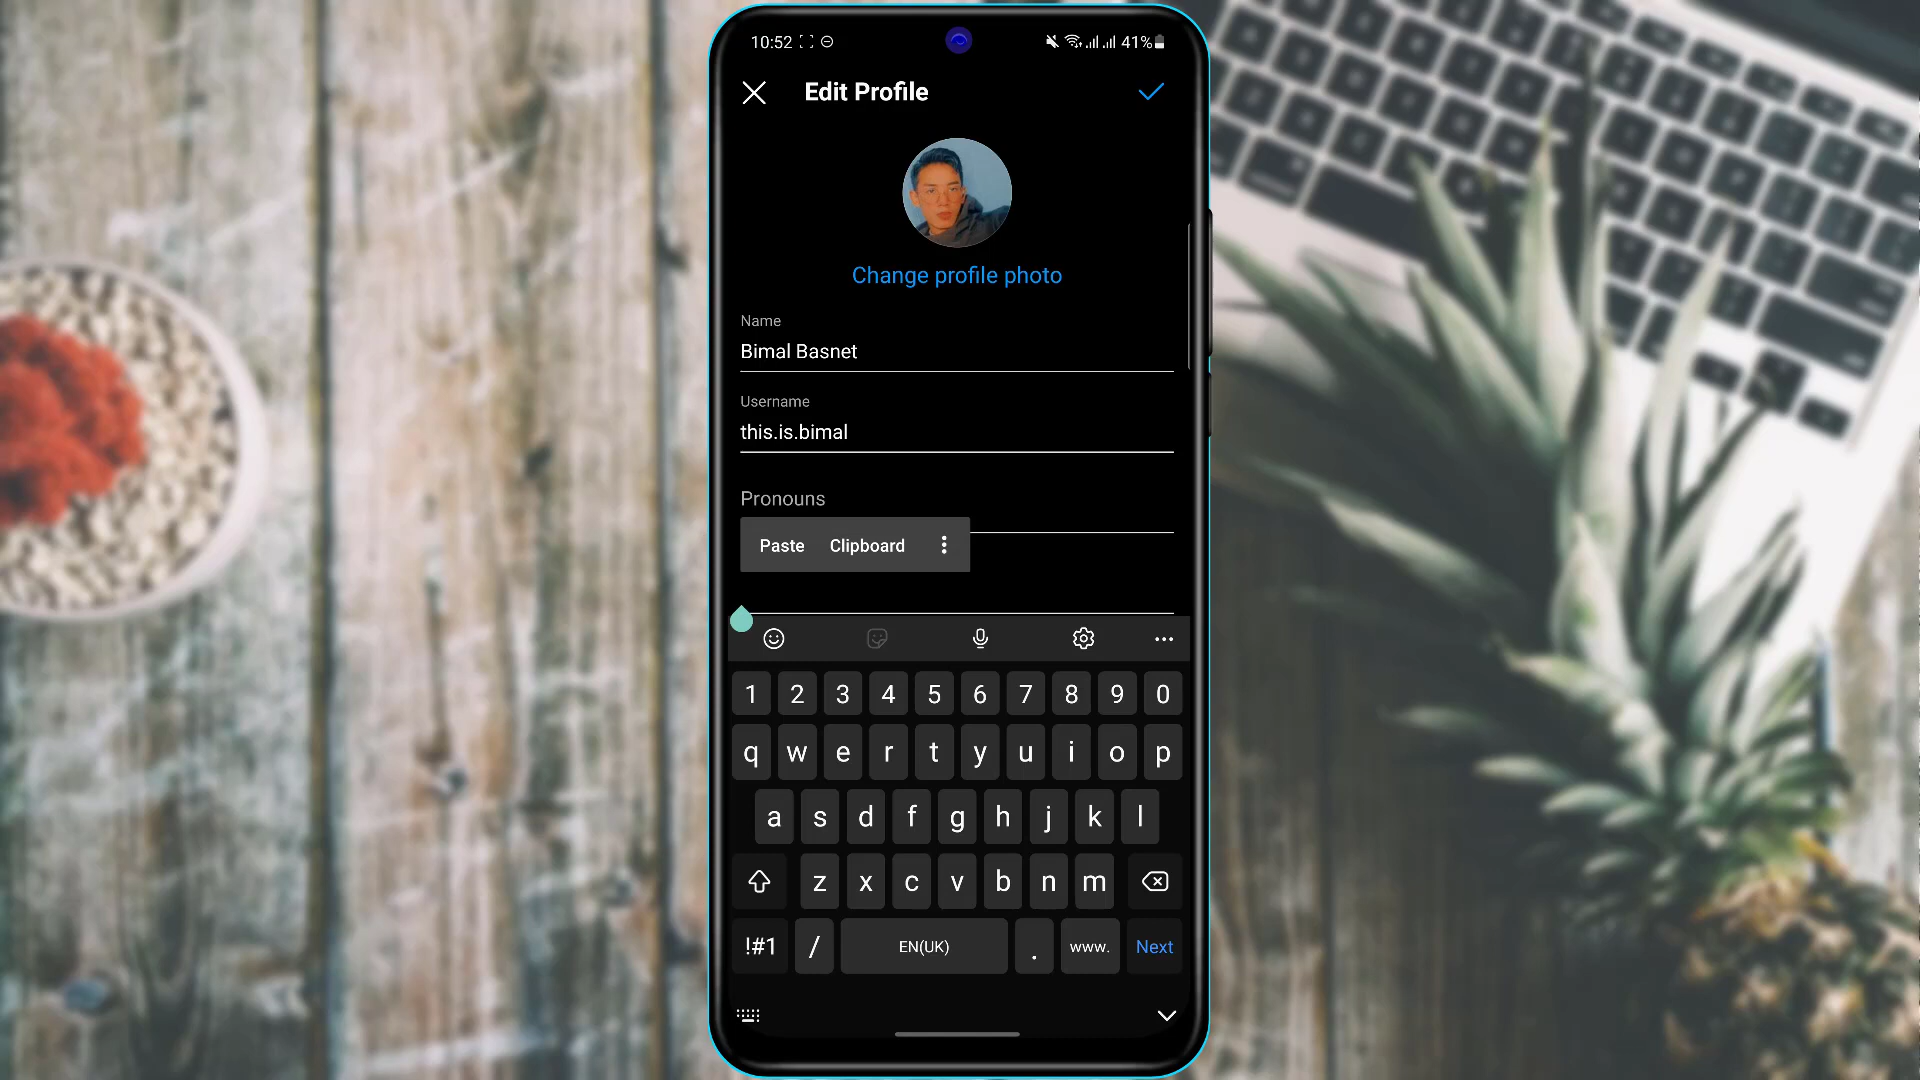 10:52 41%
Edit Profile
Change profile photo
Name
Bimal Basnet
Username
this.is.bimal
Pronouns
Paste Clipboard
1 2 3 4 5 6 7 8 9 0
q w e r t y u i o p
a s d f g h j k l
z x c v b n m
!#1 / EN(UK) . www. Next